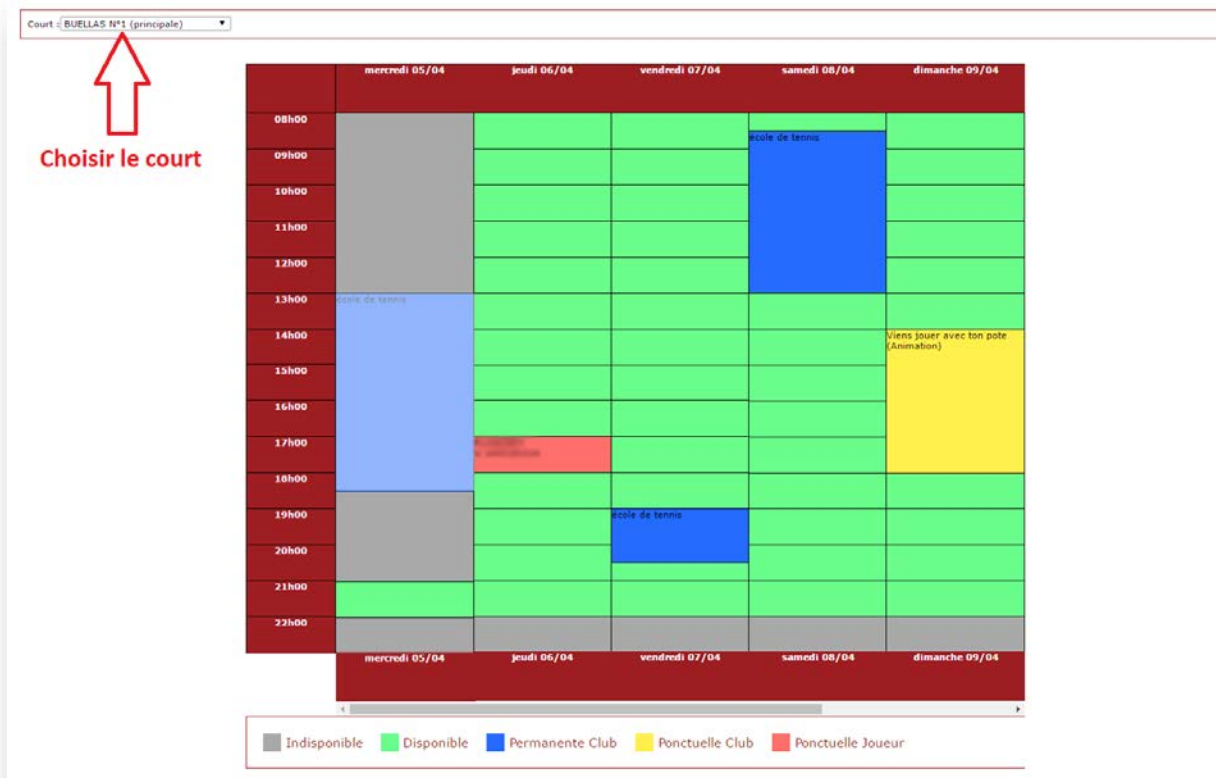 Court : BUELLAS N°1 (principale)
Choisir le court
mercredi 05/04 jeudi 06/04 vendredi 07/04 samedi 08/04 dimanche 09/04
08h00
école de tennis
09h00
10h00
11h00
12h00
13h00 école de tennis
14h00 Viens jouer avec ton pote
(Animation)
15h00
16h00
17h00
18h00
19h00 école de tennis
20h00
21h00
22h00
mercredi 05/04 jeudi 06/04 vendredi 07/04 samedi 08/04 dimanche 09/04
Indisponible Disponible Permanente Club Ponctuelle Club Ponctuelle Joueur